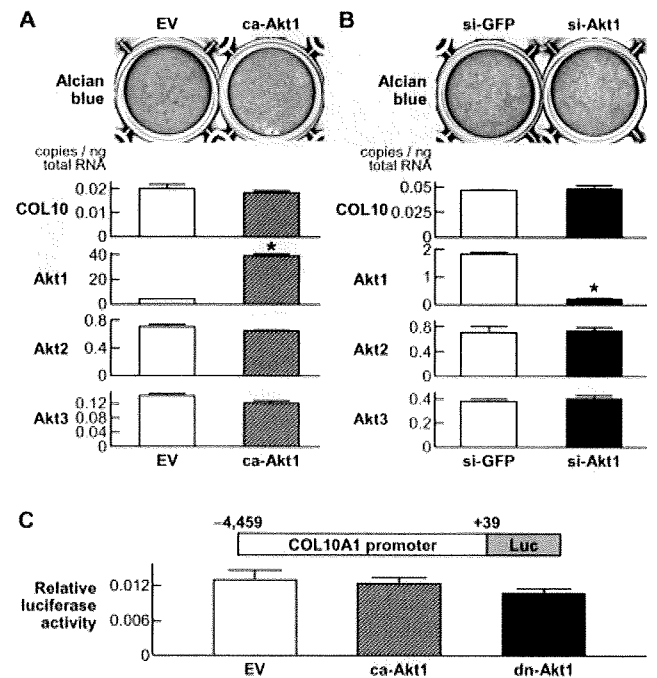 A
EV ca-Akt1
Alcian
blue
copies / ng
total RNA
COL10
0.02
0.01
0
Akt1
*
40
20
0
Akt2
0.8
0.4
0
Akt3
0.12
0.08
0.04
0
EV ca-Akt1
B
si-GFP si-Akt1
Alcian
blue
copies / ng
total RNA
COL10
0.05
0.025
0
Akt1
2
1
0
*
Akt2
0.8
0.4
0
Akt3
0.4
0.2
0
si-GFP si-Akt1
C
–4,459 +39
COL10A1 promoter Luc
Relative
luciferase
activity
0.012
0.006
0
EV ca-Akt1 dn-Akt1